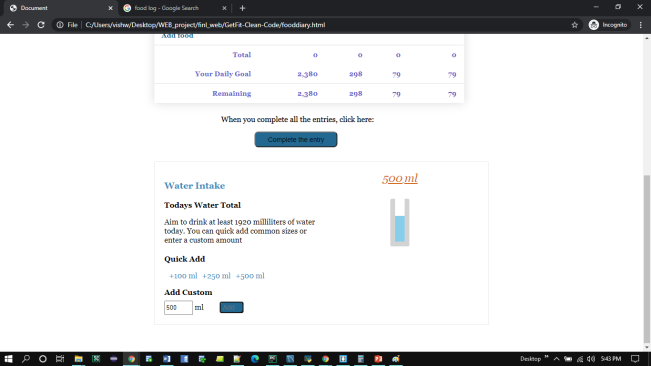 Document
food log - Google Search
File
C:/Users/vishw/Desktop/WEB_project/finl_web/GetFit-Clean-Code/fooddiary.html
Incognito
Add food
Total 0 0 0 0
Your Daily Goal 2,380 298 79 79
Remaining 2,380 298 79 79
When you complete all the entries, click here:
Complete the entry
500 ml
Water Intake
Todays Water Total
Aim to drink at least 1920 milliliters of water
today. You can quick add common sizes or
enter a custom amount
Quick Add
+100 ml +250 ml +500 ml
Add Custom
500 ml
Desktop
5:43 PM